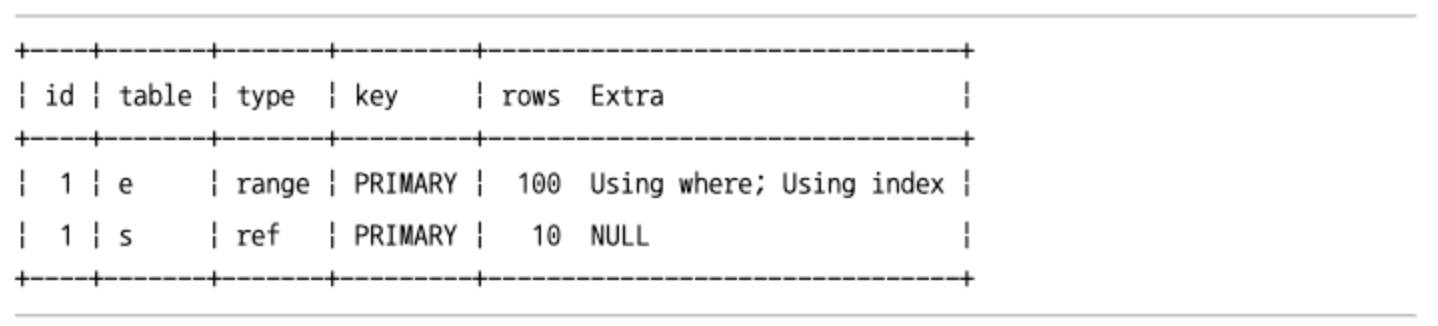 +----+-------+-------+---------+--------------------------------+
¦ id ¦ table ¦ type  ¦ key     ¦ rows  Extra                    ¦
+----+-------+-------+---------+--------------------------------+
¦  1 ¦ e     ¦ range ¦ PRIMARY ¦  100  Using where; Using index ¦
¦  1 ¦ s     ¦ ref   ¦ PRIMARY ¦   10  NULL                     ¦
+----+-------+-------+---------+--------------------------------+